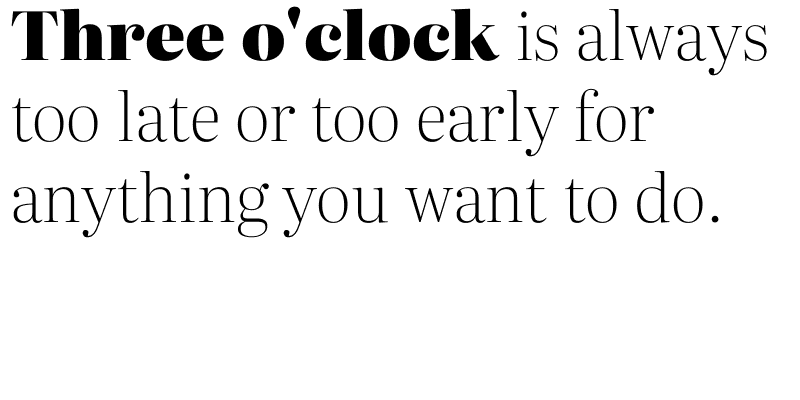 Three o'clock is always
too late or too early for
anything you want to do.